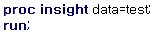 proc insight data=test;
run;